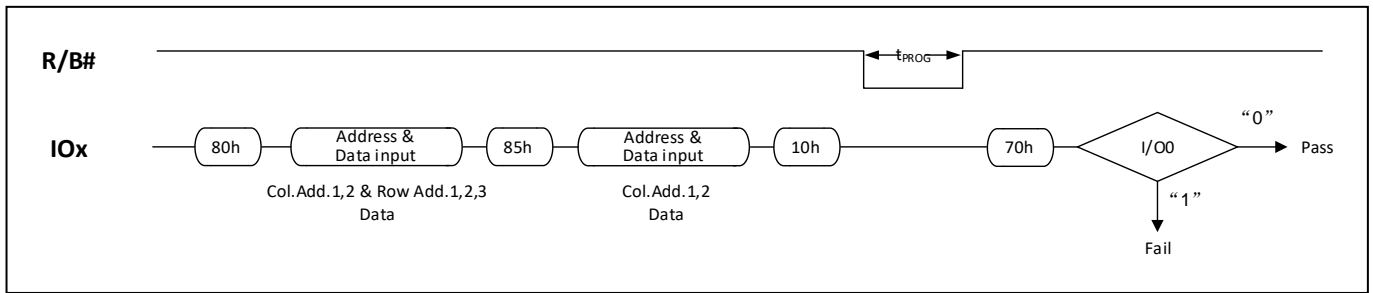 R/B#
tPROG
IOx
80h
Address &
Data input
85h
Address &
Data input
10h
70h
I/O0
“0”
Pass
Col.Add.1,2 & Row Add.1,2,3
Data
Col.Add.1,2
Data
“1”
Fail